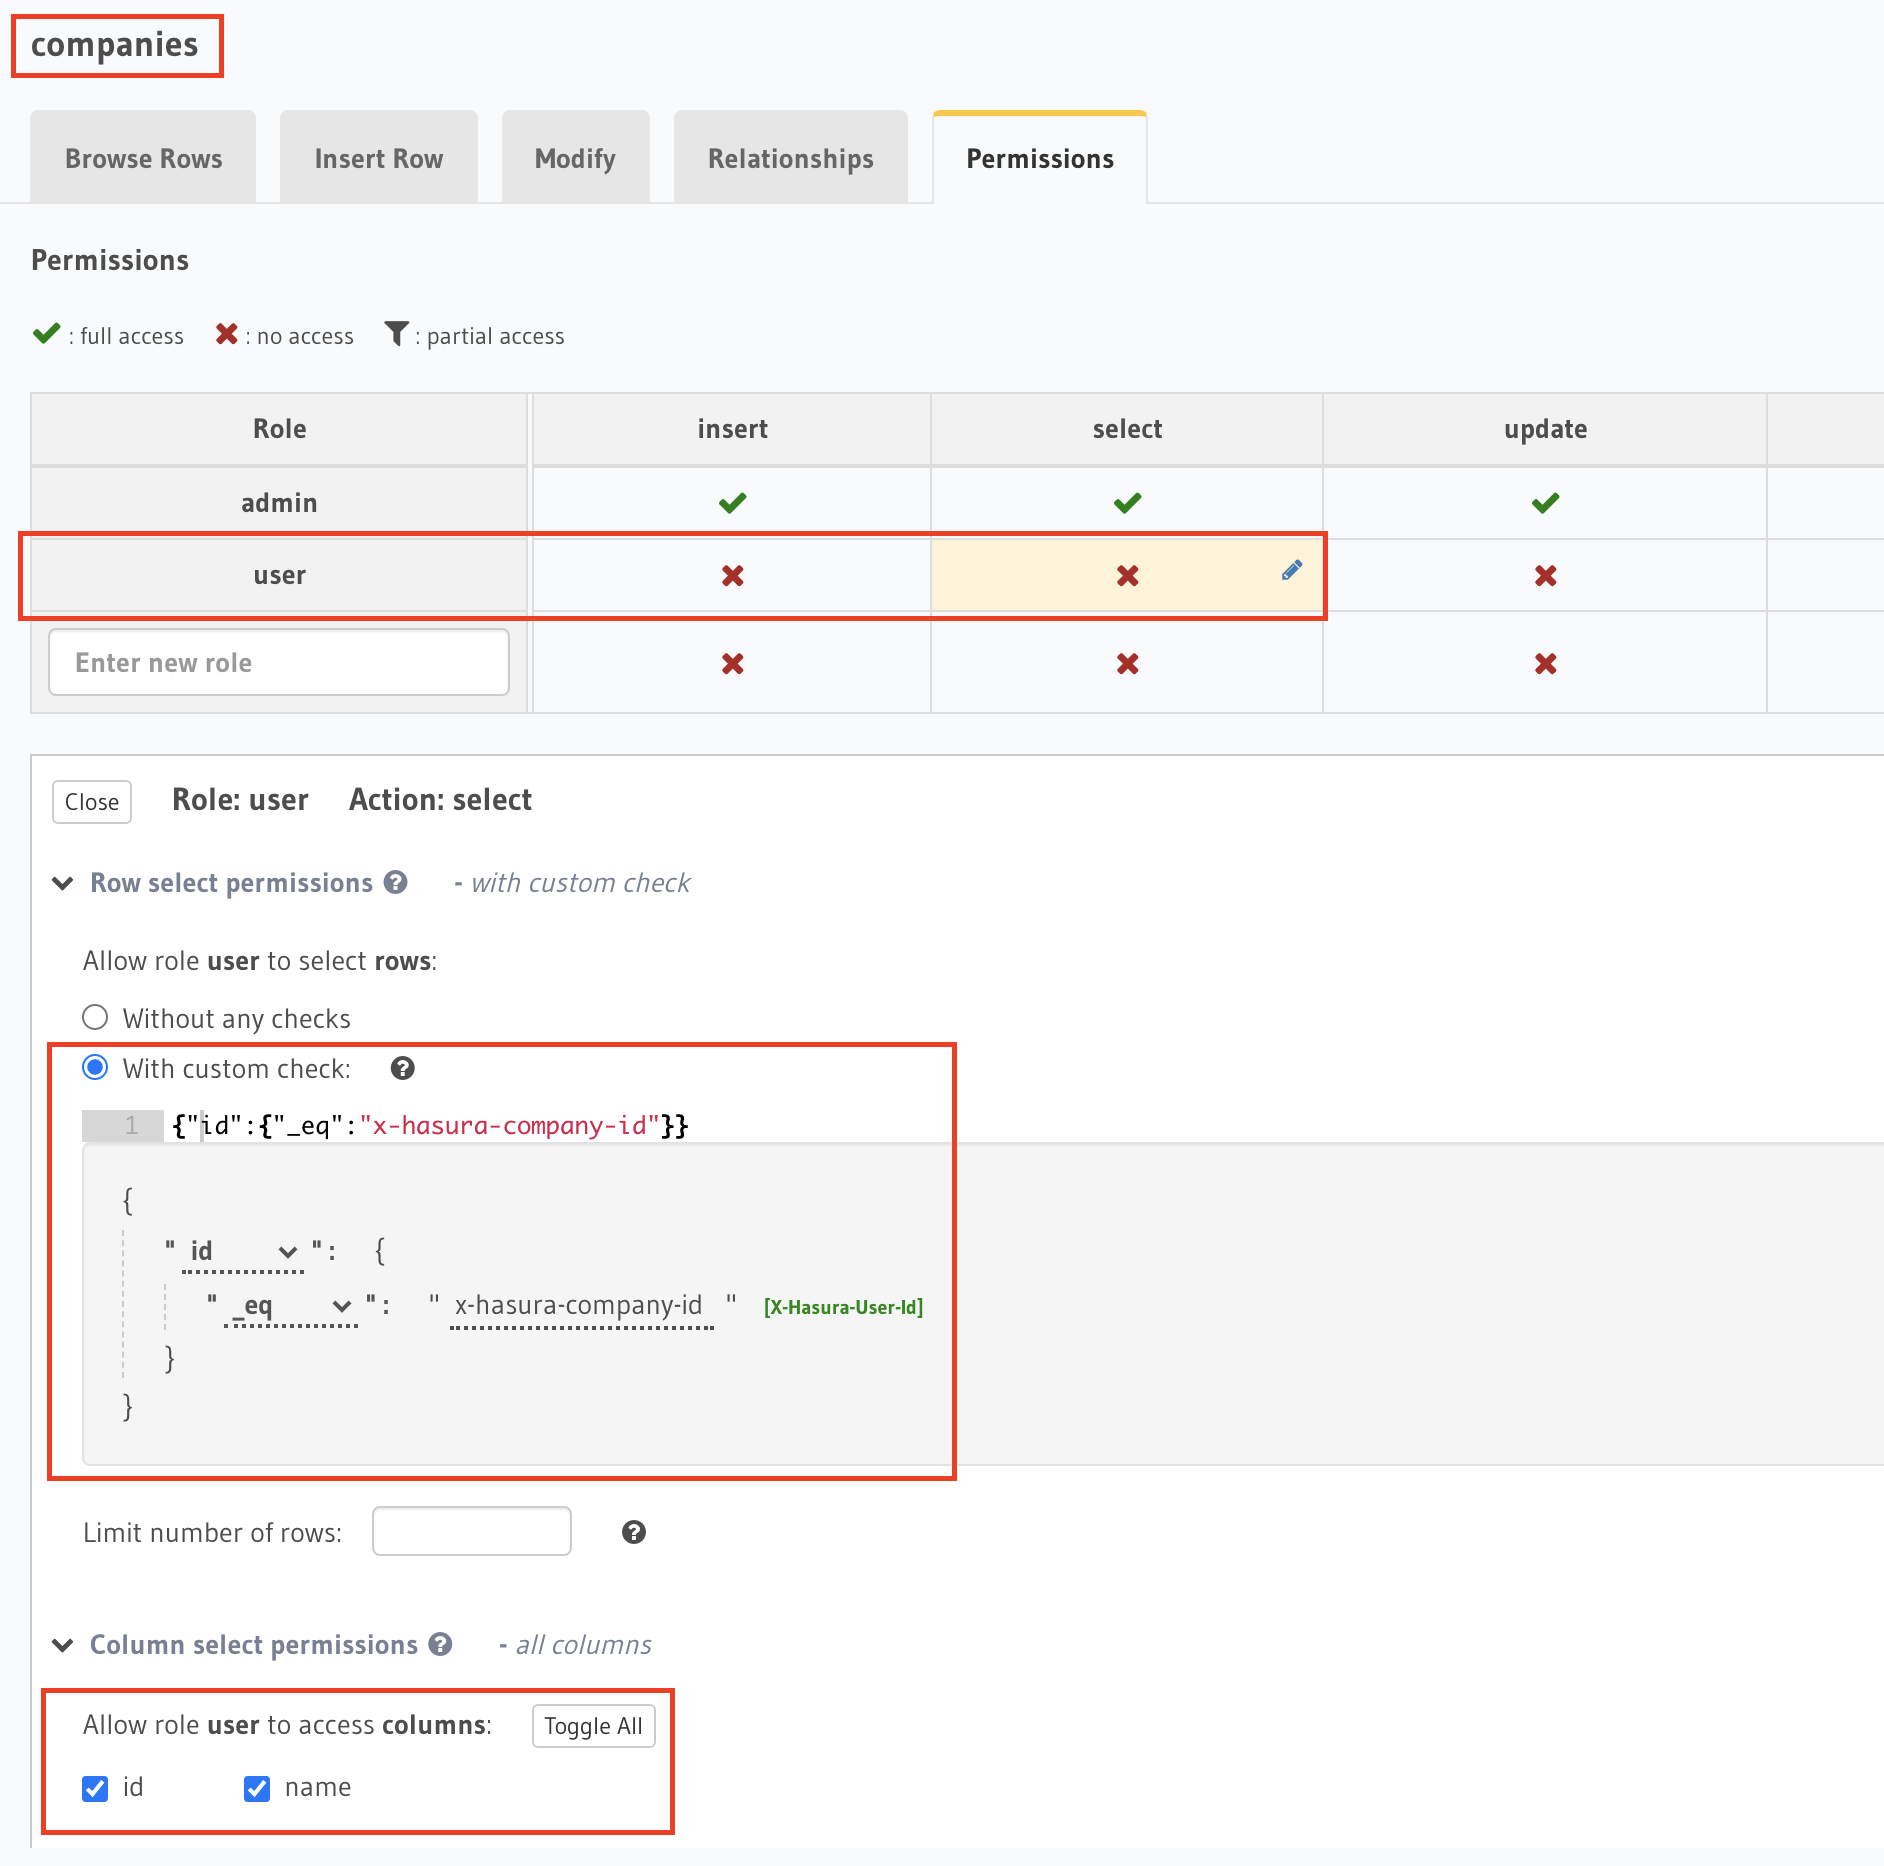 companies
Browse Rows Insert Row Modify Relationships Permissions
Permissions
: full access : no access : partial access
Role insert select update
admin
user
Enter new role
Close Role: user Action: select
Row select permissions ? - with custom check
Allow role user to select rows:
Without any checks
With custom check: ?
1 {"id":{"_eq":"x-hasura-company-id"}}
{
" id ": {
" _eq ": " x-hasura-company-id " [X-Hasura-User-Id]
}
}
Limit number of rows: ?
Column select permissions ? - all columns
Allow role user to access columns: Toggle All
id name